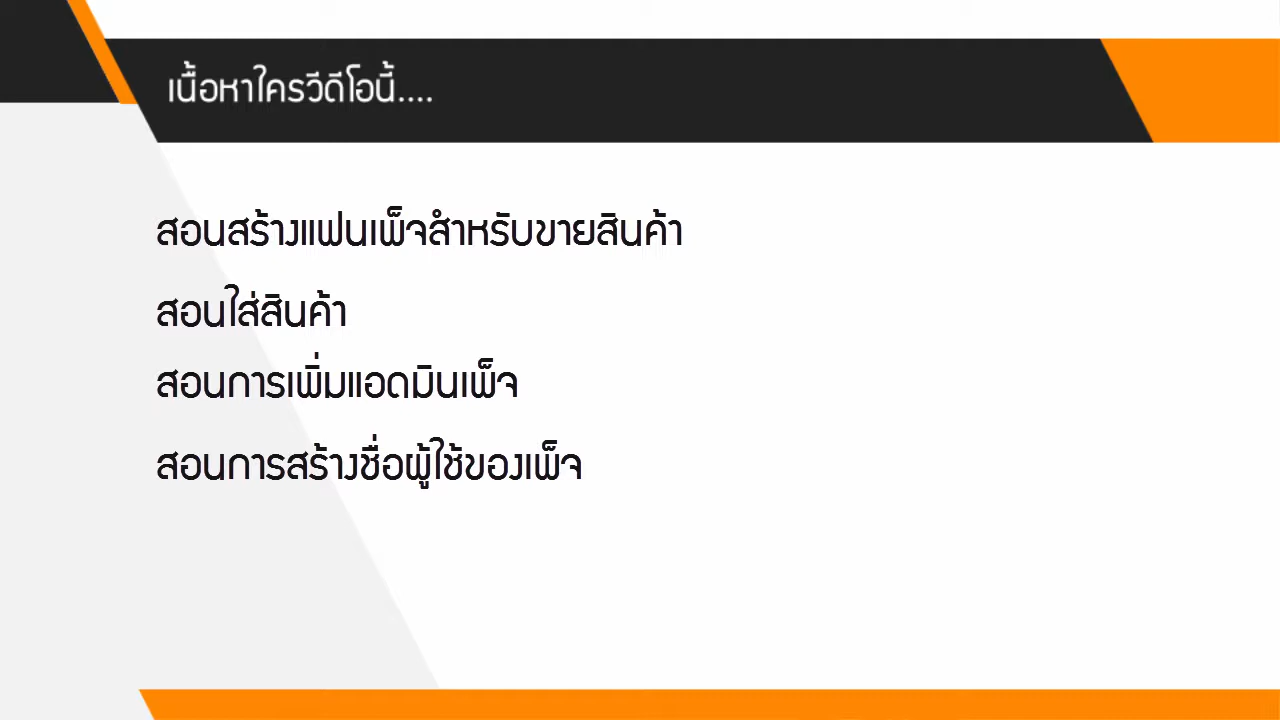 เนื้อหาใครวีดีโอนี้....
สอนสร้างแฟนเพ็จสำหรับขายสินค้า
สอนใส่สินค้า
สอนการเพิ่มแอดมินเพ็จ
สอนการสร้างชื่อผู้ใช้ของเพ็จ